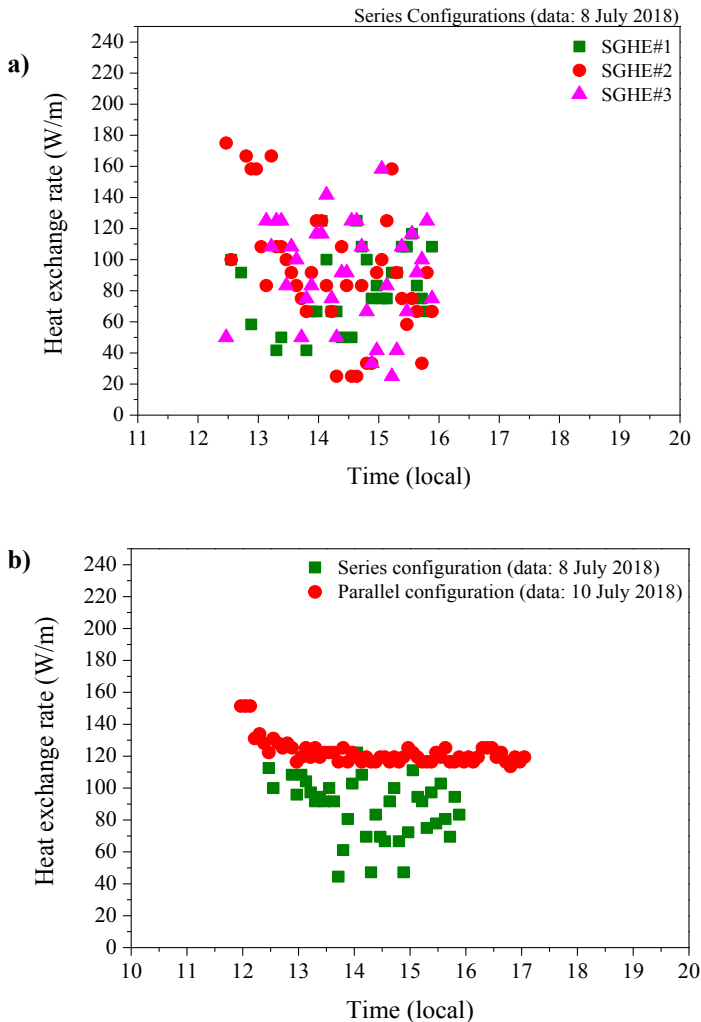 Series Configurations (data: 8 July 2018)
a)
SGHE#1
SGHE#2
SGHE#3
Heat exchange rate (W/m)
240
220
200
180
160
140
120
100
80
60
40
20
0
11 12 13 14 15 16 17 18 19 20
Time (local)
b)
Series configuration (data: 8 July 2018)
Parallel configuration (data: 10 July 2018)
Heat exchange rate (W/m)
240
220
200
180
160
140
120
100
80
60
40
20
0
10 11 12 13 14 15 16 17 18 19 20
Time (local)